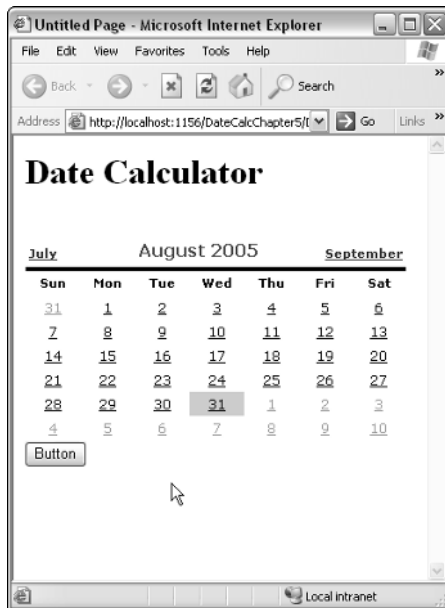 Untitled Page - Microsoft Internet Explorer
File Edit View Favorites Tools Help
Back Search »
Address http://localhost:1156/DateCalcChapter5/D Go Links »
Date Calculator
July August 2005 September
Sun Mon Tue Wed Thu Fri Sat
31 1 2 3 4 5 6
7 8 9 10 11 12 13
14 15 16 17 18 19 20
21 22 23 24 25 26 27
28 29 30 31 1 2 3
4 5 6 7 8 9 10
Button
Local intranet